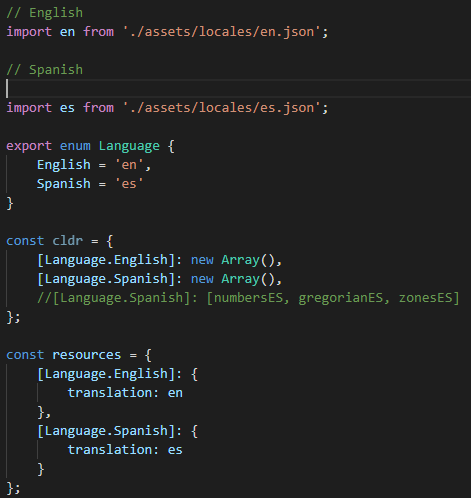 // English
import en from './assets/locales/en.json';
// Spanish
import es from './assets/locales/es.json';
export enum Language {
    English = 'en',
    Spanish = 'es'
}
const cldr = {
    [Language.English]: new Array(),
    [Language.Spanish]: new Array(),
    //[Language.Spanish]: [numbersES, gregorianES, zonesES]
};
const resources = {
    [Language.English]: {
        translation: en
    },
    [Language.Spanish]: {
        translation: es
    }
};